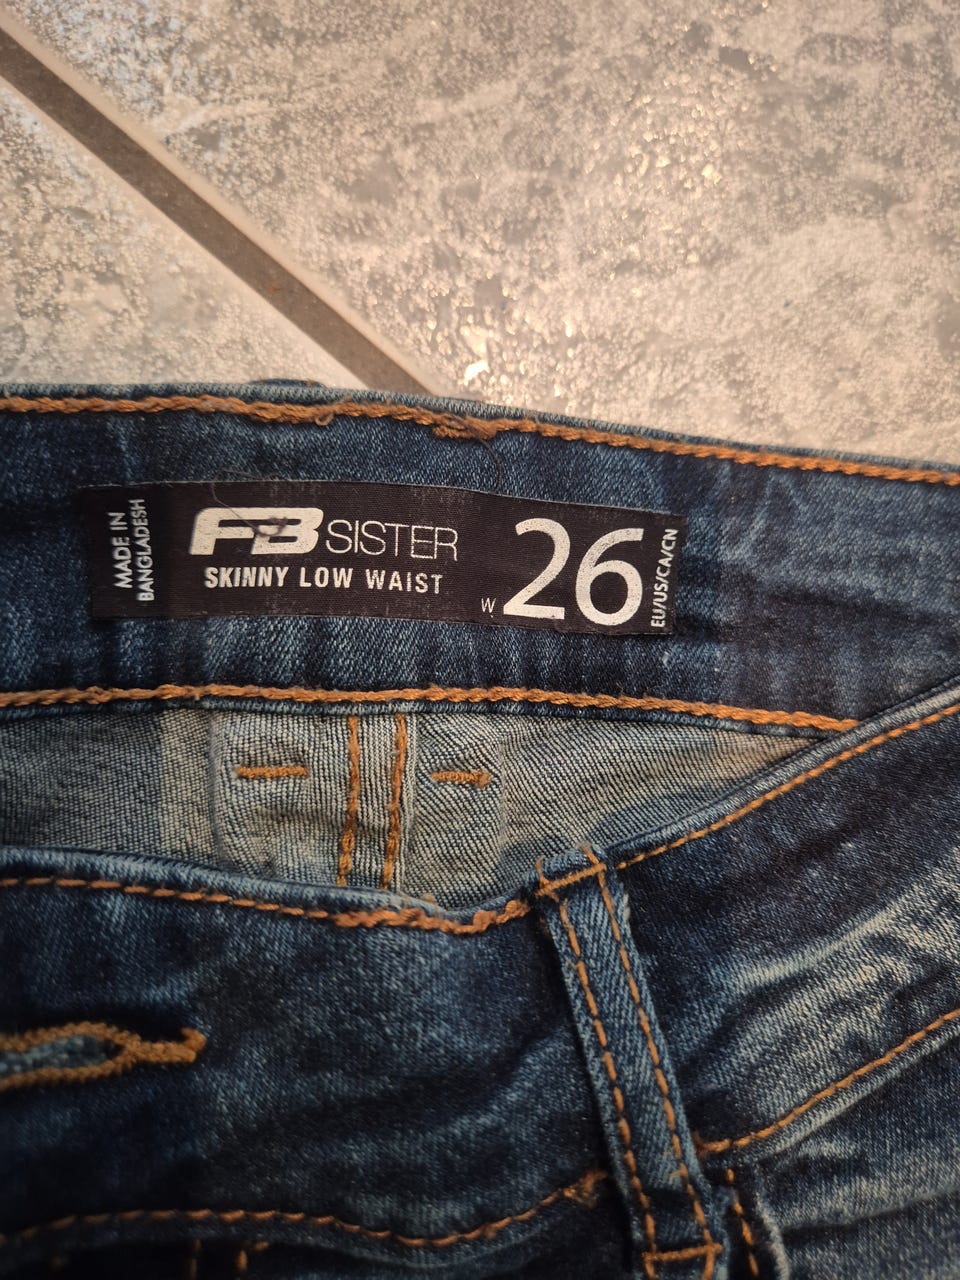 MADE IN
BANGLADESH
FB SISTER
SKINNY LOW WAIST
W 26
EU/US/CA/CN